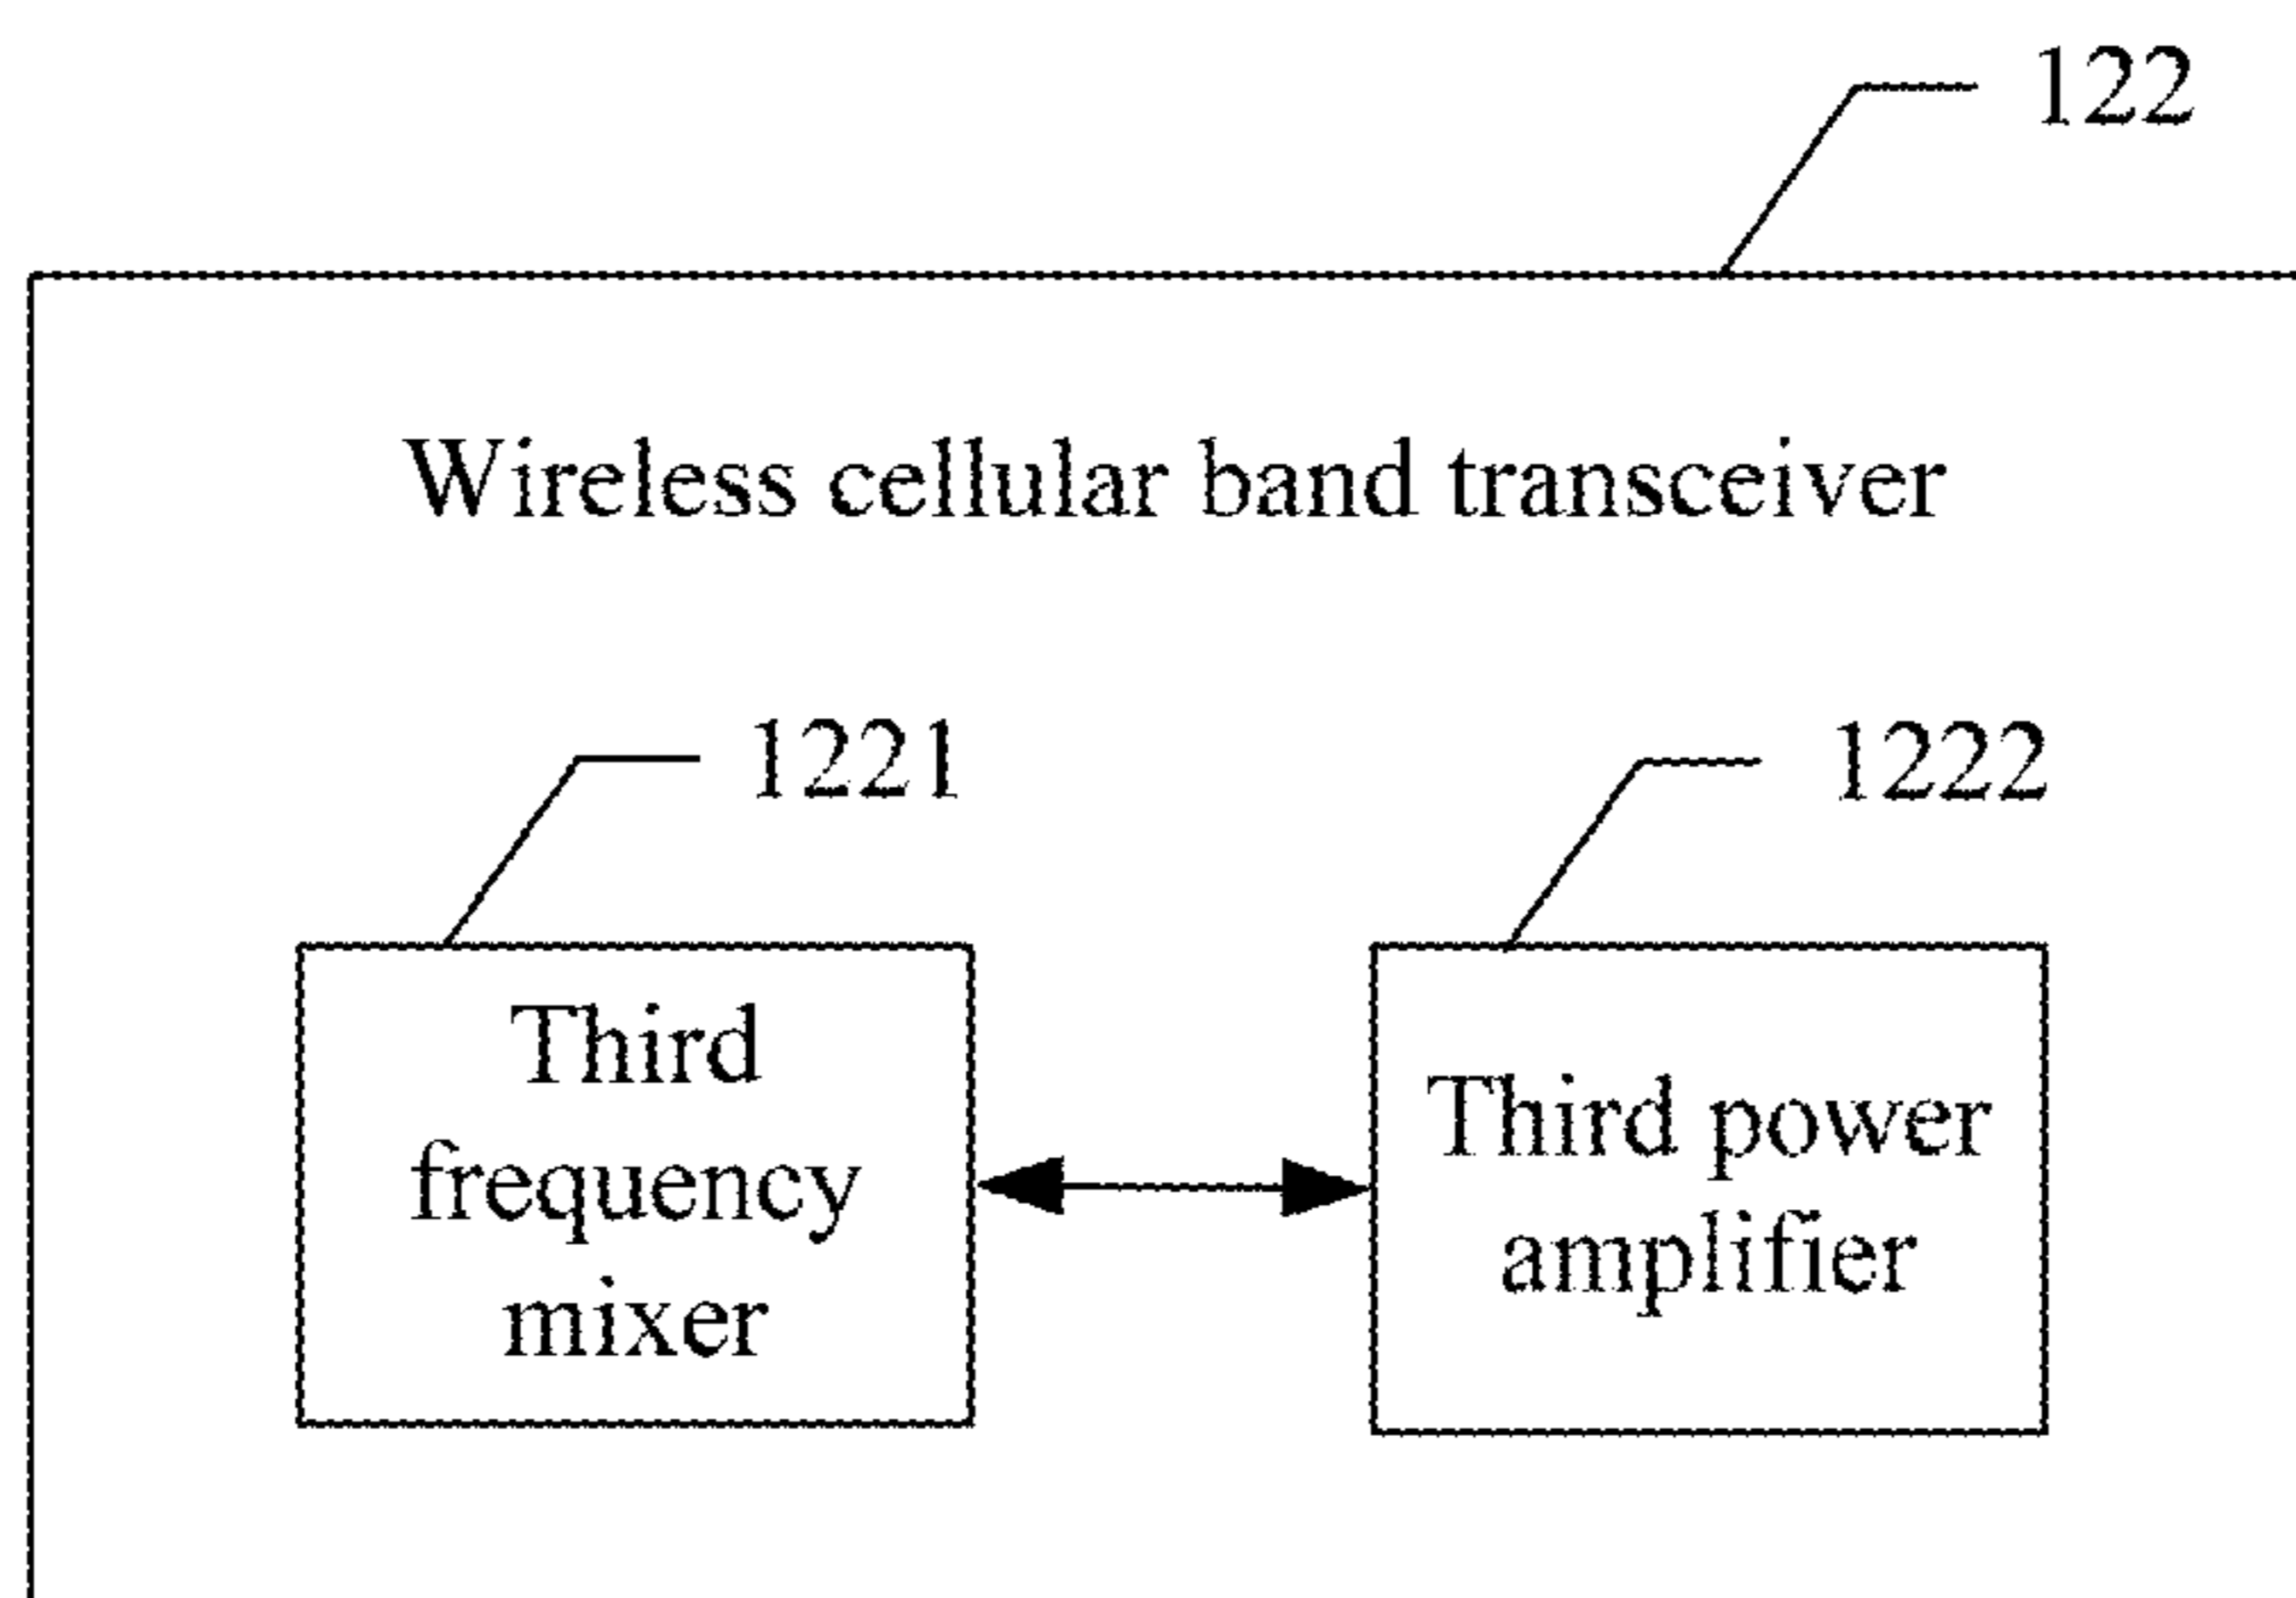 122
Wireless cellular band transceiver
1221
1222
Third
frequency
mixer
Third power
amplifier